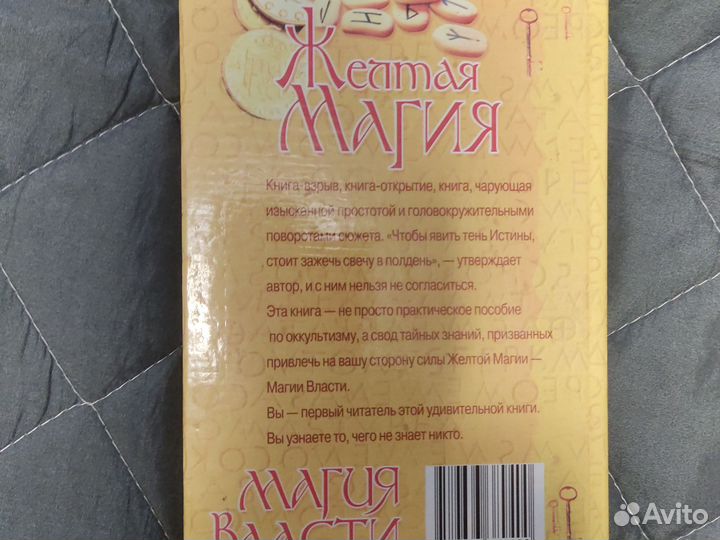 Желтая
Магия
Книга-взрыв, книга-открытие, книга, чарующая
изысканной простотой и головокружительными
поворотами сюжета. «Чтобы явить тень Истины,
стоит зажечь свечу в полдень», — утверждает
автор, и с ним нельзя не согласиться.
Эта книга — не просто практическое пособие
по оккультизму, а свод тайных знаний, призванных
привлечь на вашу сторону силы Желтой Магии —
Магии Власти.
Вы — первый читатель этой удивительной книги.
Вы узнаете то, чего не знает никто.
Магия
Власти
Avito